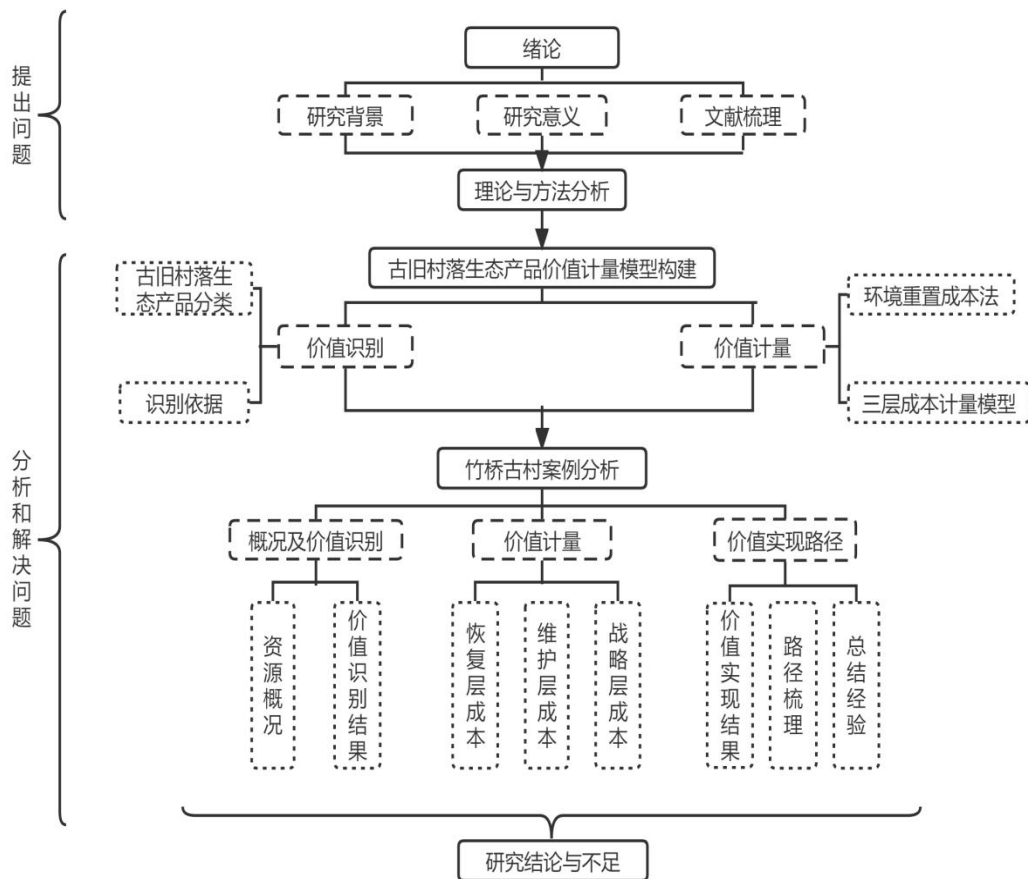 提出问题
绪论
研究背景
研究意义
文献梳理
理论与方法分析
分析和解决问题
古旧村落生态产品价值计量模型构建
古旧村落生
态产品分类
识别依据
价值识别
价值计量
环境重置成本法
三层成本计量模型
竹桥古村案例分析
概况及价值识别
价值计量
价值实现路径
资源概况
价值识别结果
恢复层成本
维护层成本
战略层成本
价值实现结果
路径梳理
总结经验
研究结论与不足